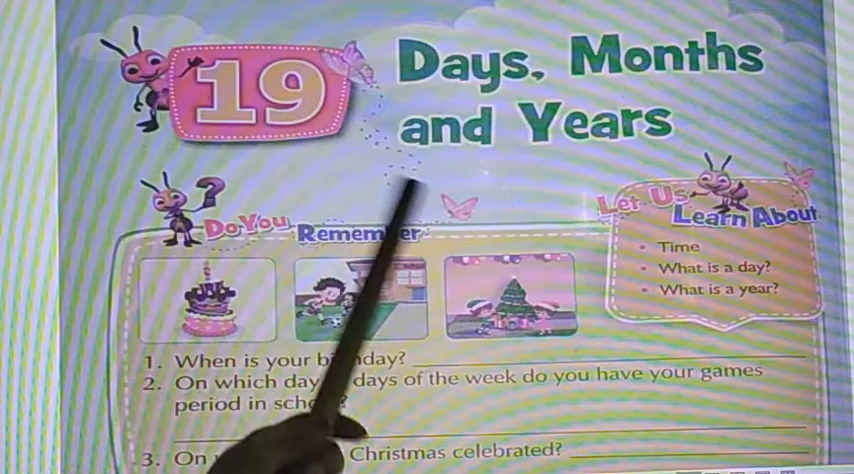 19
Days, Months
and Years
Do You Remember
Let Us
Learn About
• Time
• What is a day?
• What is a year?
1. When is your day?
2. On which day days of the week do you have your games
period in
3. On Christmas celebrated?